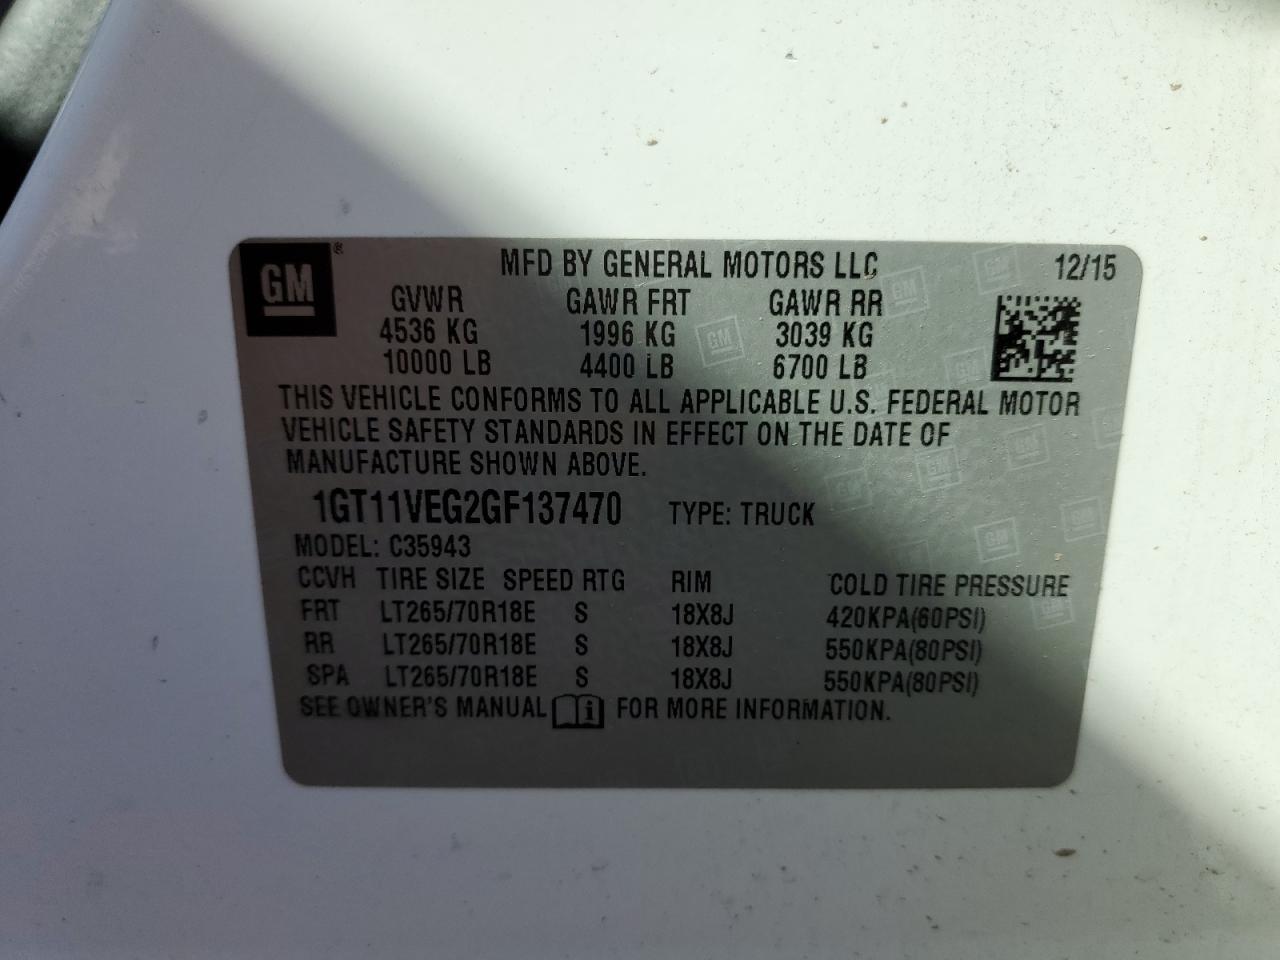 GM ®
MFD BY GENERAL MOTORS LLC 12/15
GVWR GAWR FRT GAWR RR
4536 KG 1996 KG 3039 KG
10000 LB 4400 LB 6700 LB
THIS VEHICLE CONFORMS TO ALL APPLICABLE U.S. FEDERAL MOTOR
VEHICLE SAFETY STANDARDS IN EFFECT ON THE DATE OF
MANUFACTURE SHOWN ABOVE.
1GT11VEG2GF137470 TYPE: TRUCK
MODEL: C35943
CCVH TIRE SIZE SPEED RTG RIM COLD TIRE PRESSURE
FRT LT265/70R18E S 18X8J 420KPA(60PSI)
RR LT265/70R18E S 18X8J 550KPA(80PSI)
SPA LT265/70R18E S 18X8J 550KPA(80PSI)
SEE OWNER'S MANUAL i FOR MORE INFORMATION.